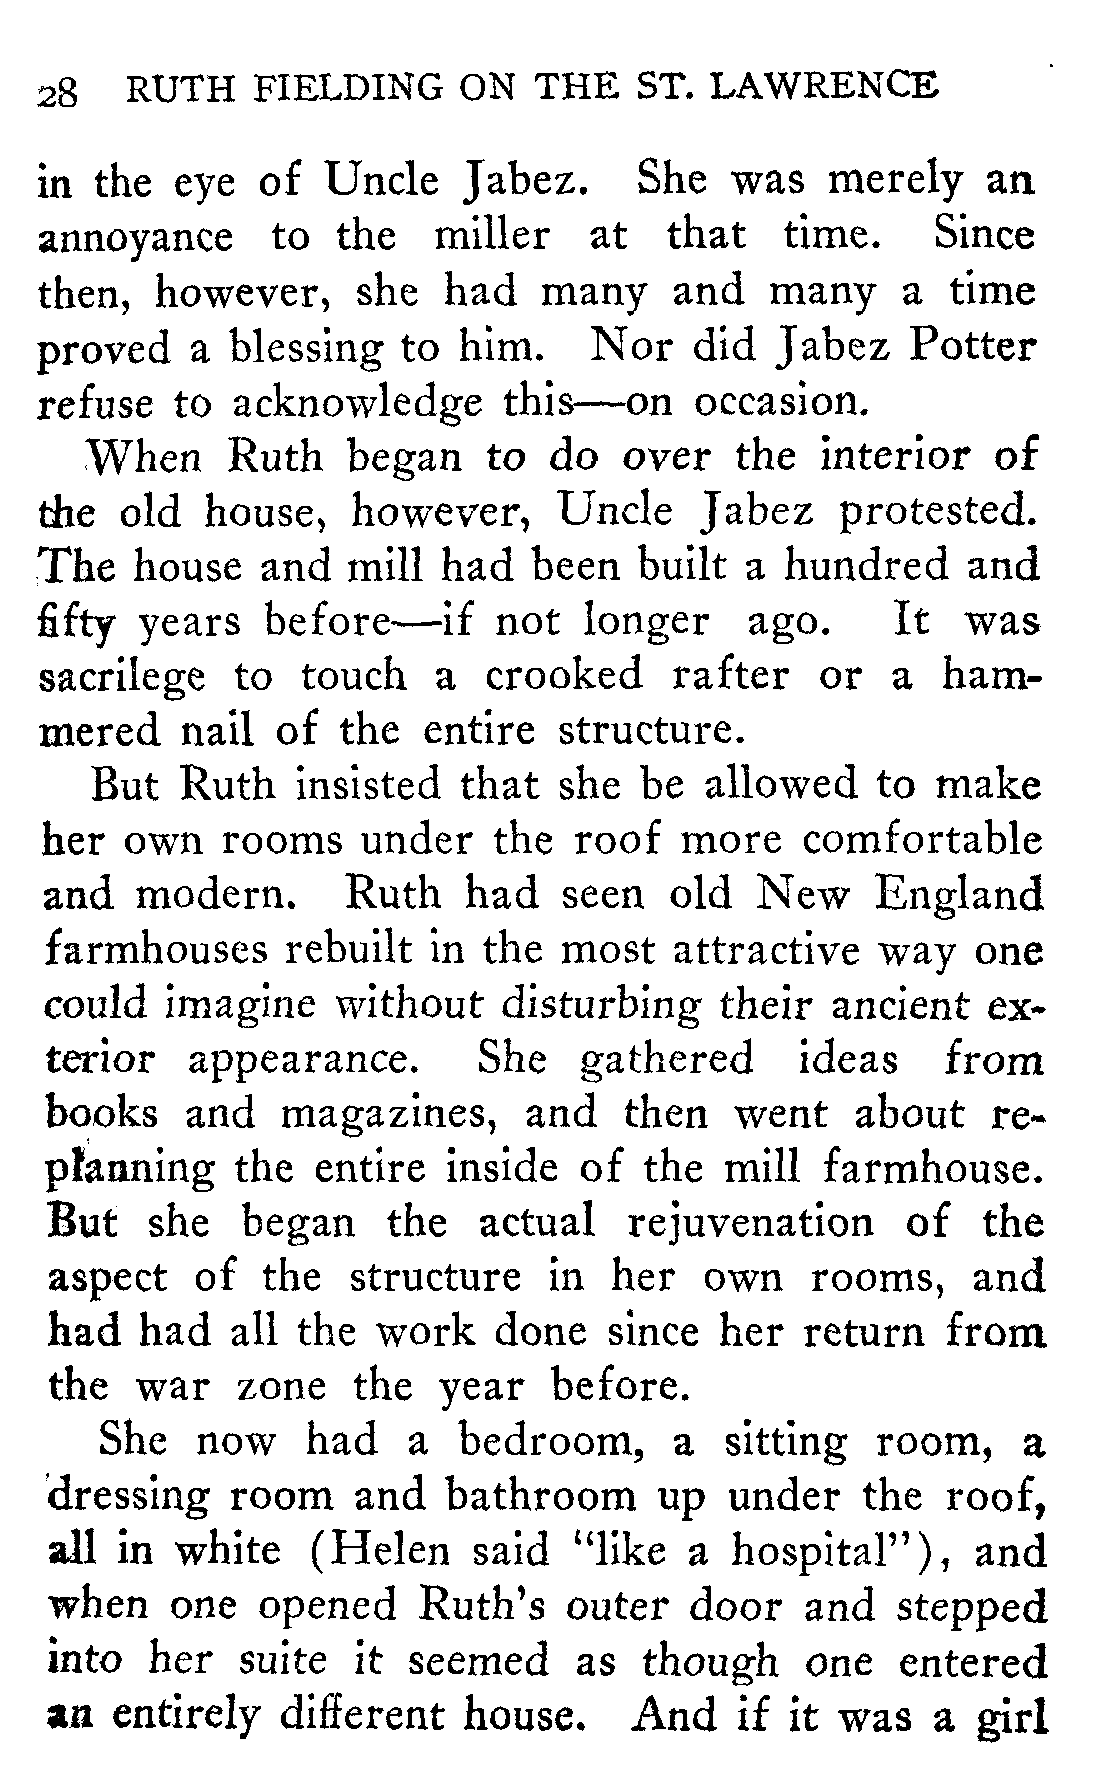 28 RUTH FIELDING ON THE ST. LAWRENCE
in the eye of Uncle Jabez. She was merely an
annoyance to the miller at that time. Since
then, however, she had many and many a time
proved a blessing to him. Nor did Jabez Potter
refuse to acknowledge this—on occasion.
When Ruth began to do over the interior of
the old house, however, Uncle Jabez protested.
The house and mill had been built a hundred and
fifty years before—if not longer ago. It was
sacrilege to touch a crooked rafter or a ham-
mered nail of the entire structure.
But Ruth insisted that she be allowed to make
her own rooms under the roof more comfortable
and modern. Ruth had seen old New England
farmhouses rebuilt in the most attractive way one
could imagine without disturbing their ancient ex-
terior appearance. She gathered ideas from
books and magazines, and then went about re-
planning the entire inside of the mill farmhouse.
But she began the actual rejuvenation of the
aspect of the structure in her own rooms, and
had had all the work done since her return from
the war zone the year before.
She now had a bedroom, a sitting room, a
dressing room and bathroom up under the roof,
all in white (Helen said “like a hospital”), and
when one opened Ruth’s outer door and stepped
into her suite it seemed as though one entered
an entirely different house. And if it was a girl